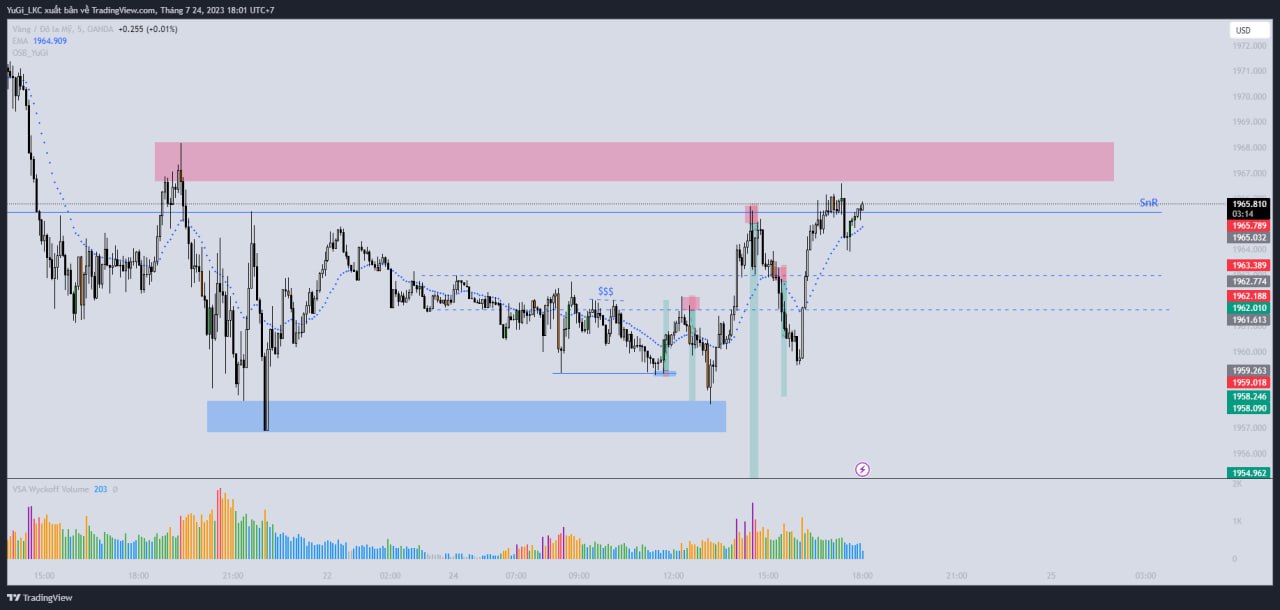 YuGi_LKC xuất bản về TradingView.com, Tháng 7 24, 2023 18:01 UTC+7
Vàng / Đô la Mỹ, 5, OANDA +0.255 (+0.01%)
EMA 1964.909
OSB_YuGi
USD
1972.000
1971.000
1970.000
1969.000
1968.000
1967.000
SnR
1965.810
03:14
1965.789
1965.032
1964.000
1963.389
1962.774
$$$
1962.188
1962.010
1961.613
1961.000
1960.000
1959.263
1959.018
1958.246
1958.090
1957.000
1956.000
1954.962
VSA Wyckoff Volume 203 0
2K
1K
0
15:00 18:00 21:00 22 02:00 24 07:00 09:00 12:00 15:00 18:00 21:00 25 03:00
TradingView